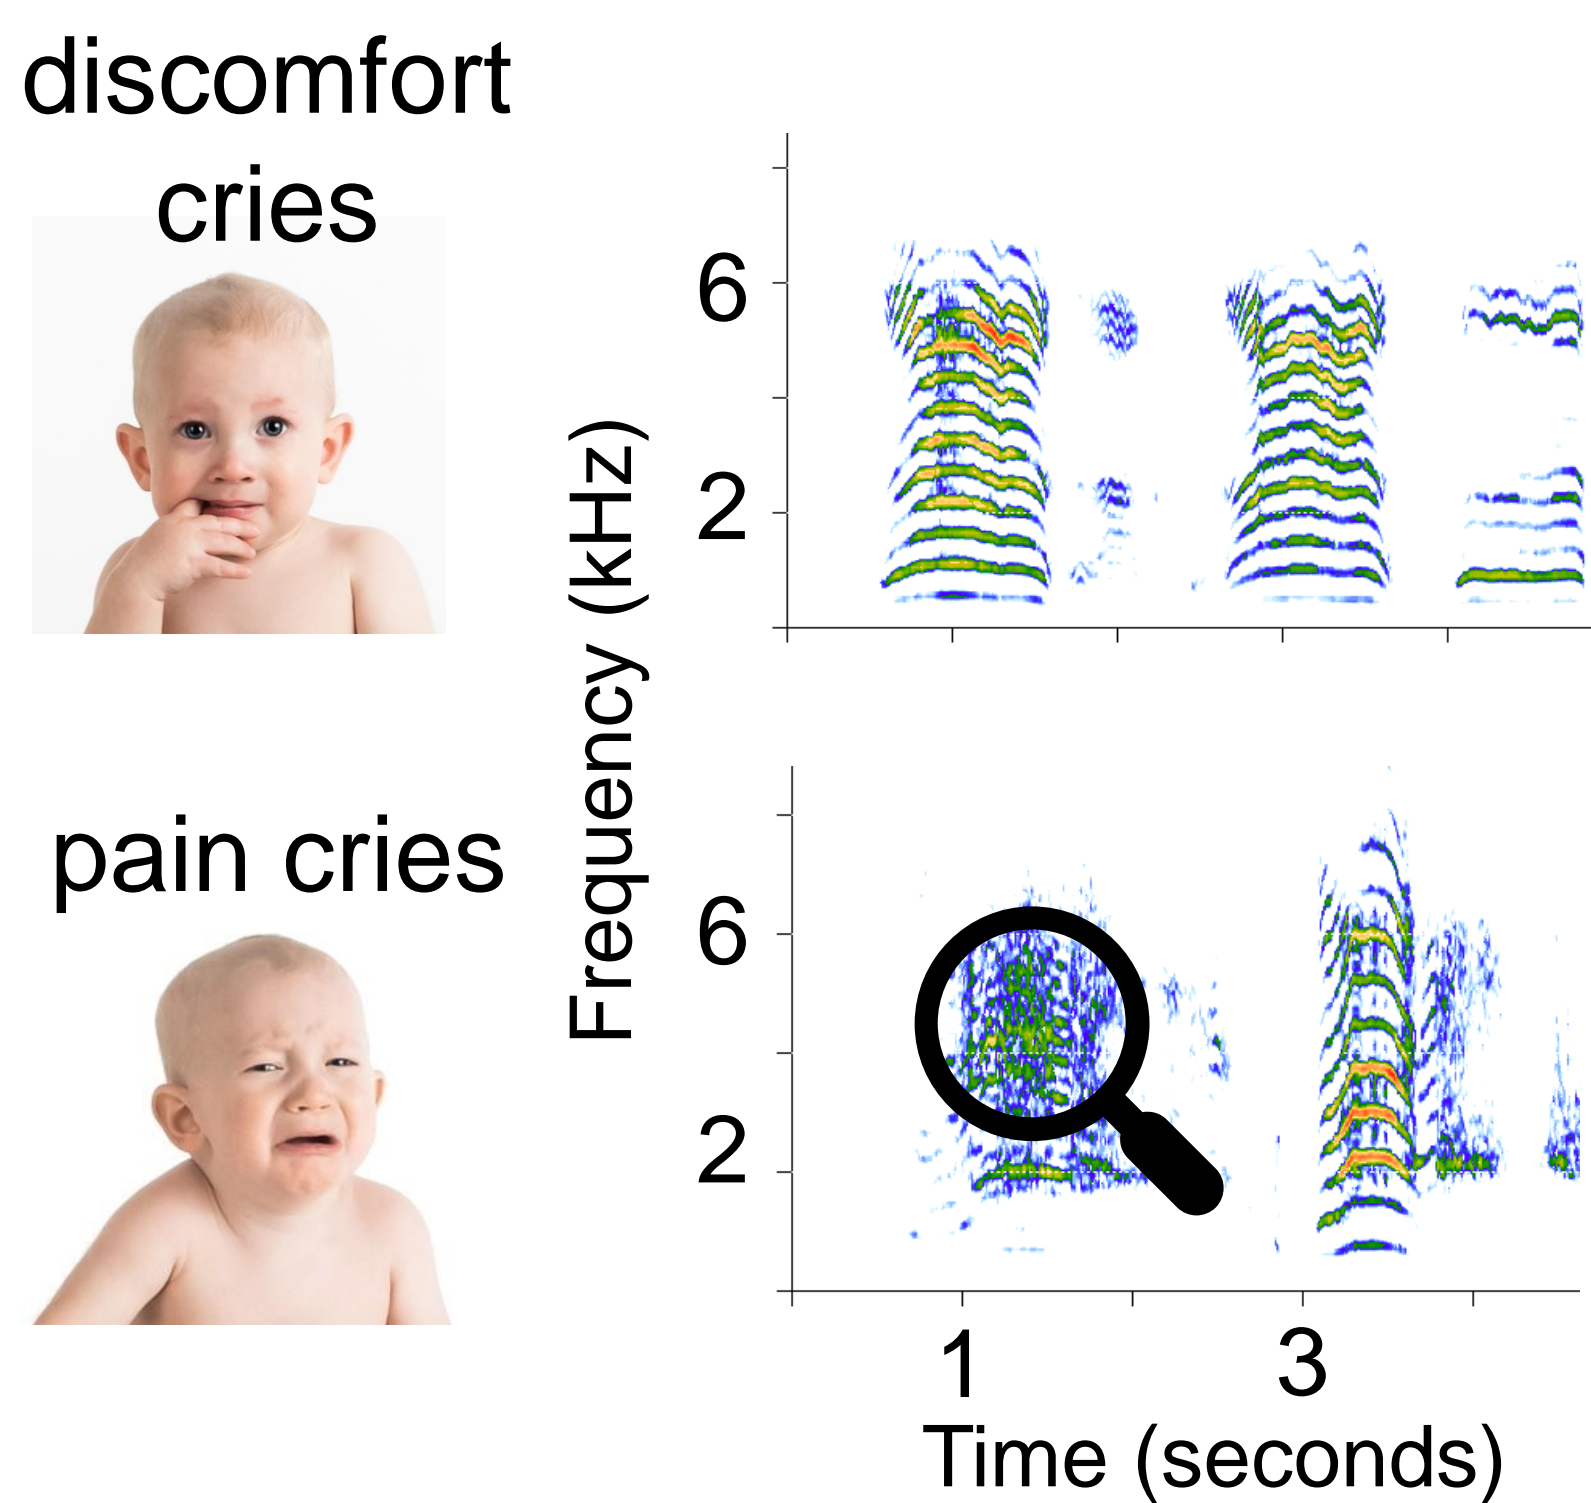 discomfort
cries
6
2
Frequency (kHz)
pain cries
6
2
1 3
Time (seconds)